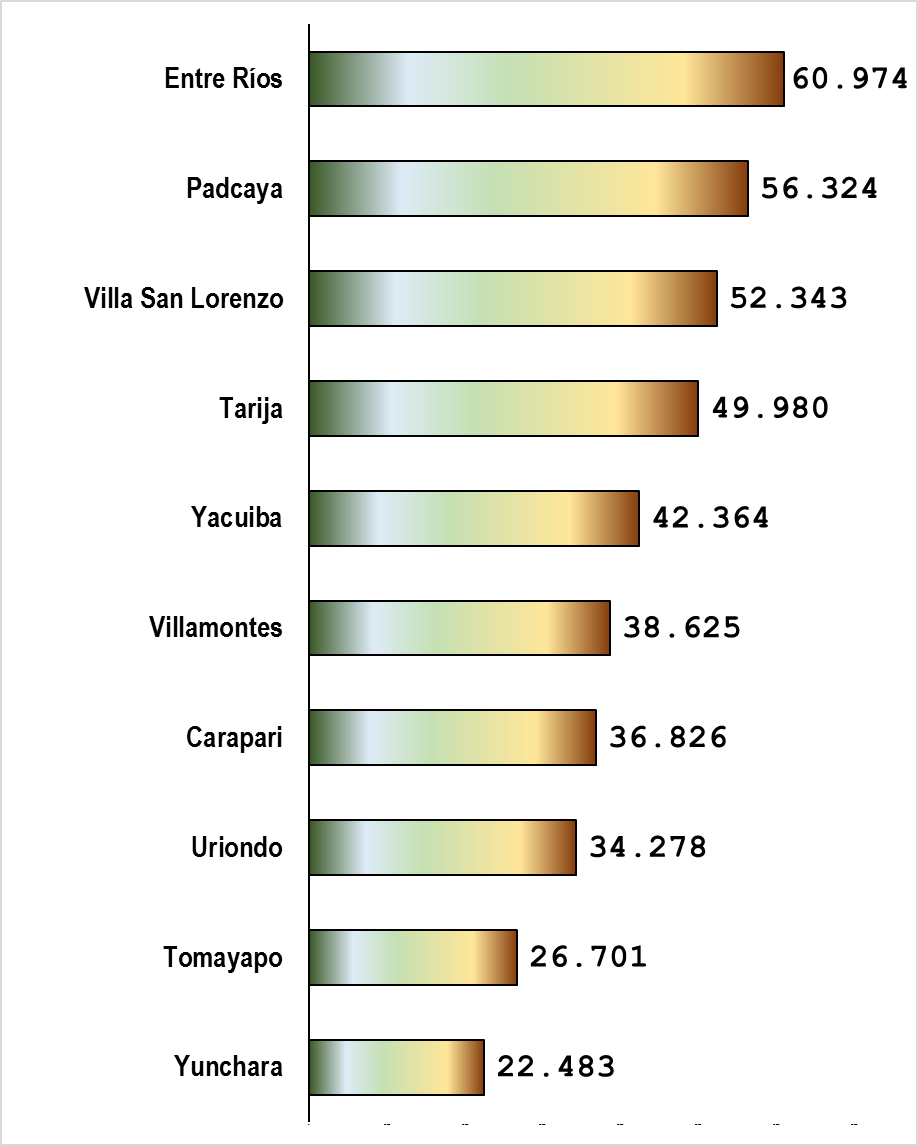 Entre Ríos 60.974
Padcaya 56.324
Villa San Lorenzo 52.343
Tarija 49.980
Yacuiba 42.364
Villamontes 38.625
Carapari 36.826
Uriondo 34.278
Tomayapo 26.701
Yunchara 22.483